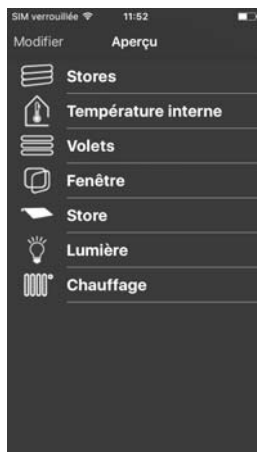 SIM verrouillée 11:52
Modifier Aperçu
Stores
Température interne
Volets
Fenêtre
Store
Lumière
Chauffage